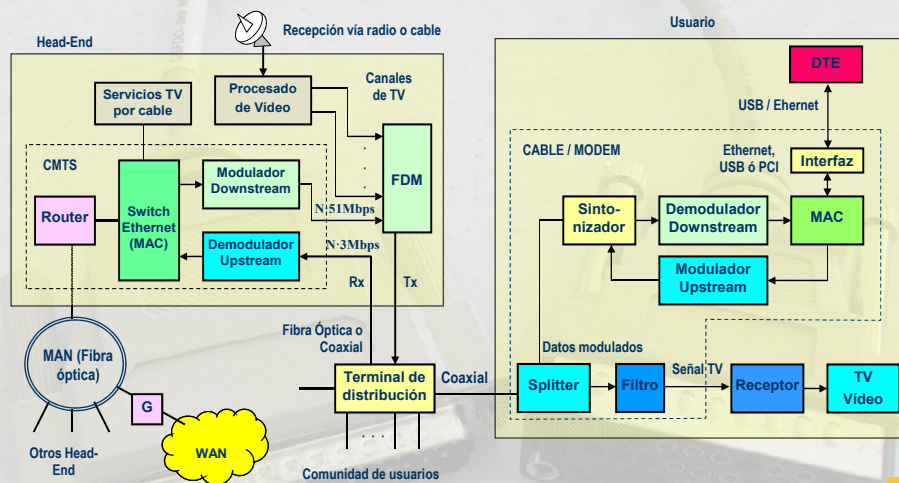 Usuario
Head-End
Recepción vía radio o cable
DTE
Servicios TV
por cable
Procesado
de Vídeo
Canales
de TV
USB / Ehernet
CMTS
CABLE / MODEM
Ethernet,
USB ó PCI
Interfaz
Modulador
Downstream
FDM
Router
Switch
Ethernet
(MAC)
N·51Mbps
Sinto-
nizador
Demodulador
Downstream
MAC
Demodulador
Upstream
N·3Mbps
Modulador
Upstream
Rx
Tx
Fibra Óptica o
Coaxial
MAN (Fibra
óptica)
Datos modulados
Terminal de
distribución
Coaxial
Splitter
Filtro
Señal TV
Receptor
TV
Vídeo
G
WAN
Otros Head-
End
Comunidad de usuarios